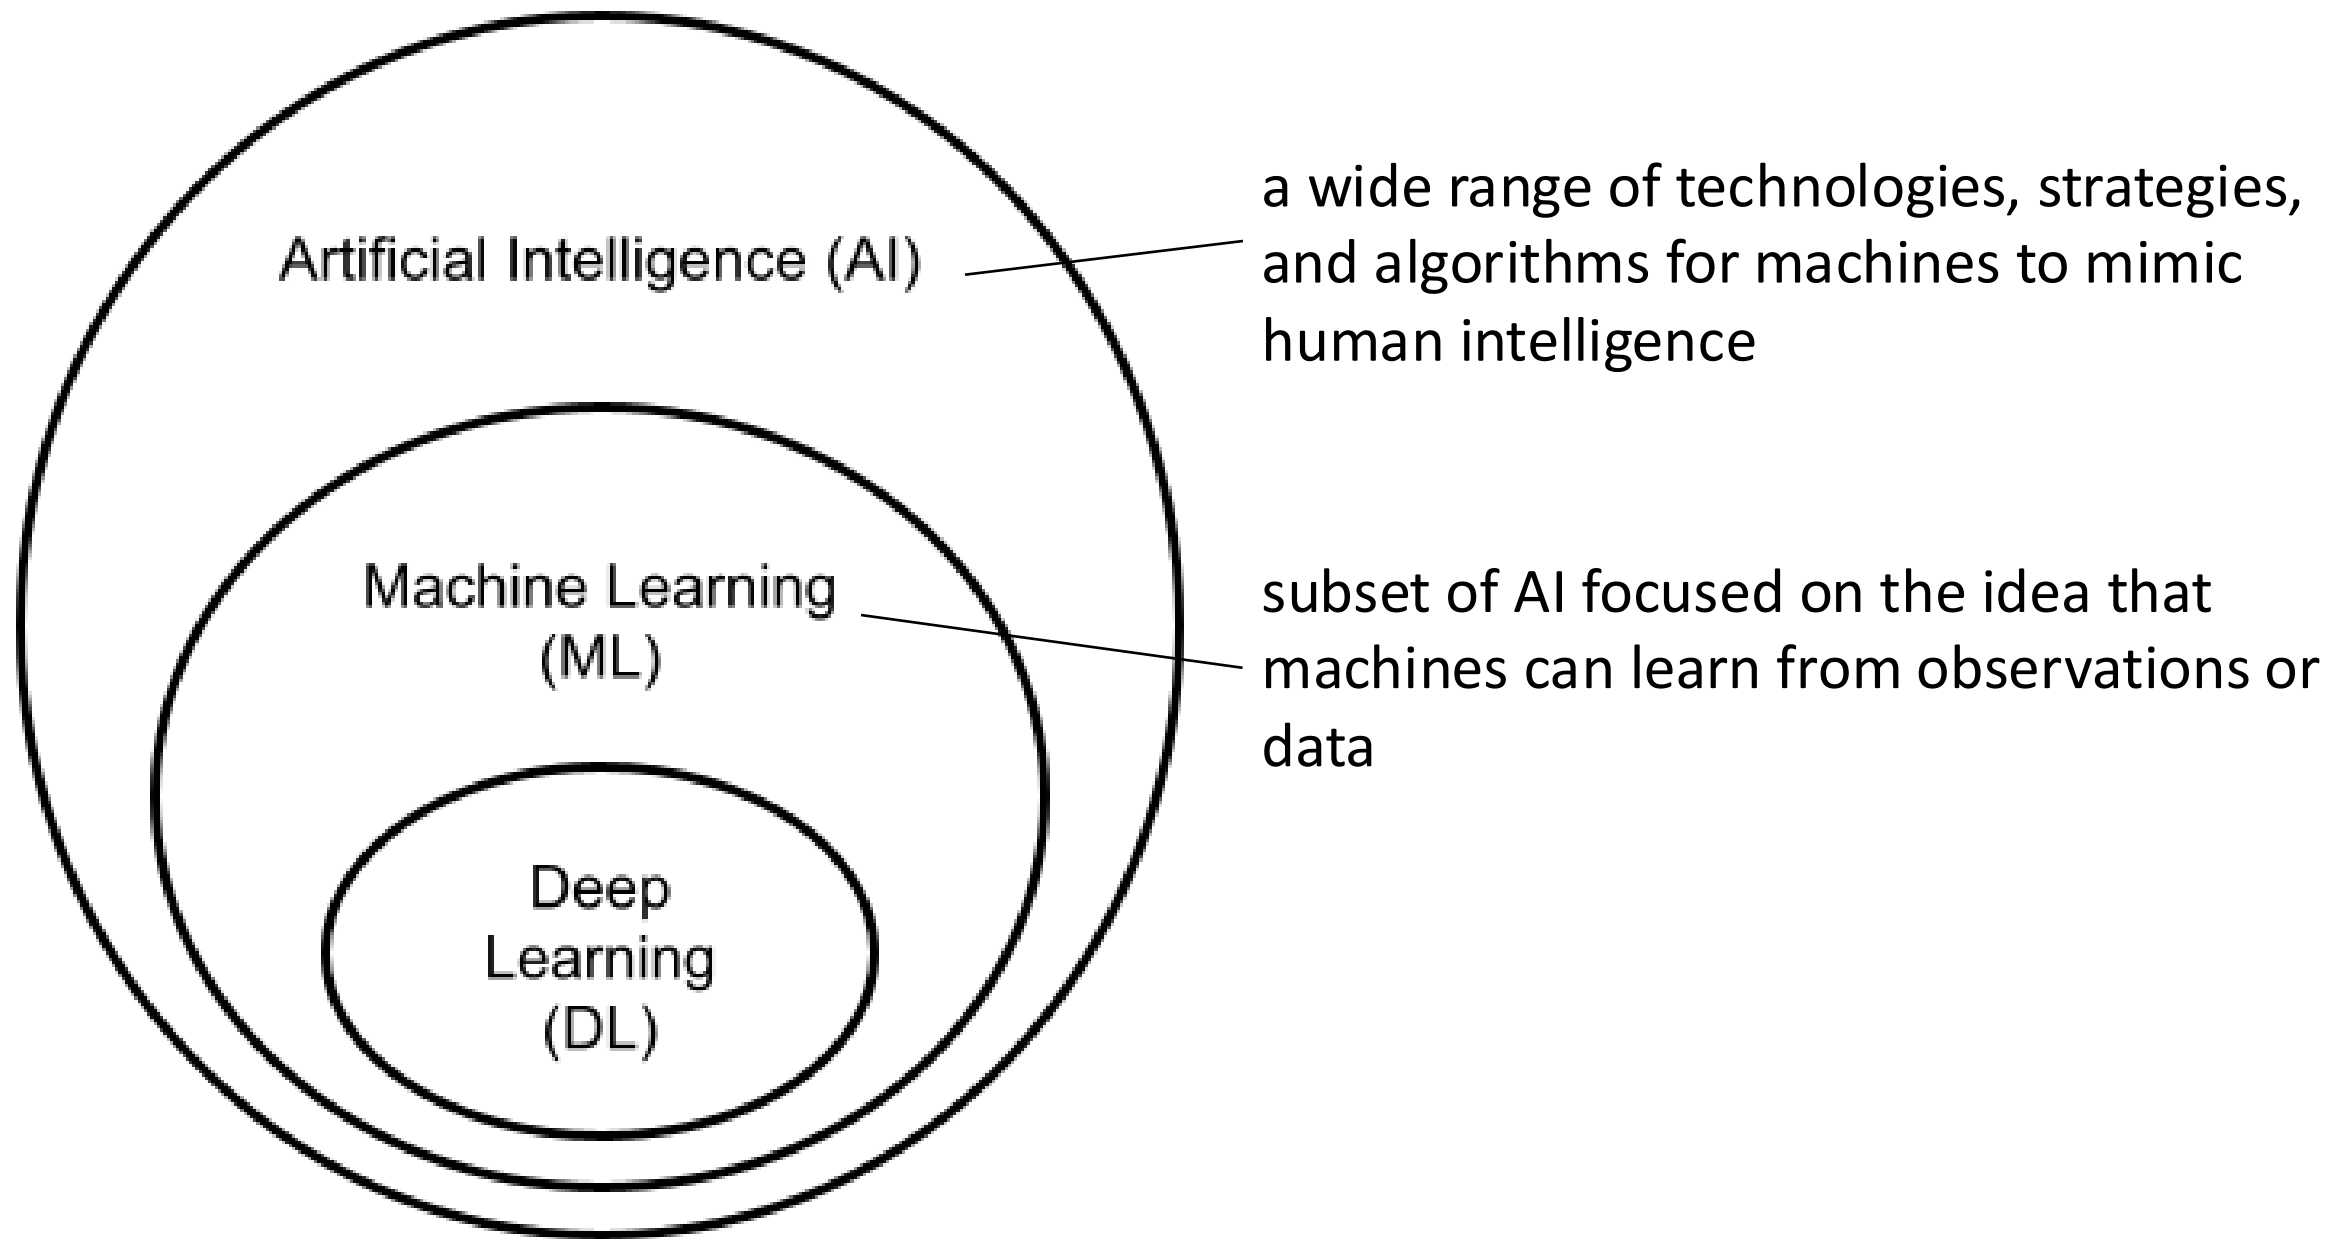 Artificial Intelligence (AI)
a wide range of technologies, strategies,
and algorithms for machines to mimic
human intelligence
Machine Learning
(ML)
subset of AI focused on the idea that
machines can learn from observations or
data
Deep
Learning
(DL)